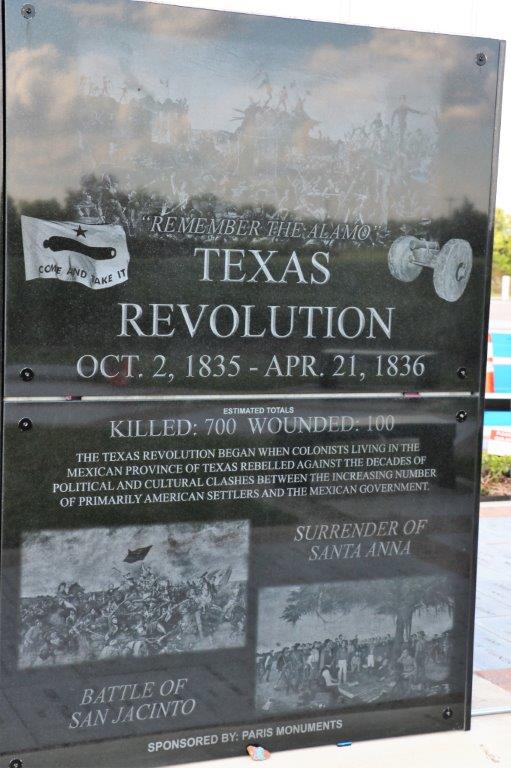 "REMEMBER THE ALAMO"
COME AND TAKE IT
TEXAS
REVOLUTION
OCT. 2, 1835 - APR. 21, 1836
ESTIMATED TOTALS
KILLED: 700 WOUNDED: 100
THE TEXAS REVOLUTION BEGAN WHEN COLONISTS LIVING IN THE
MEXICAN PROVINCE OF TEXAS REBELLED AGAINST THE DECADES OF
POLITICAL AND CULTURAL CLASHES BETWEEN THE INCREASING NUMBER
OF PRIMARILY AMERICAN SETTLERS AND THE MEXICAN GOVERNMENT.
SURRENDER OF
SANTA ANNA
BATTLE OF
SAN JACINTO
SPONSORED BY: PARIS MONUMENTS